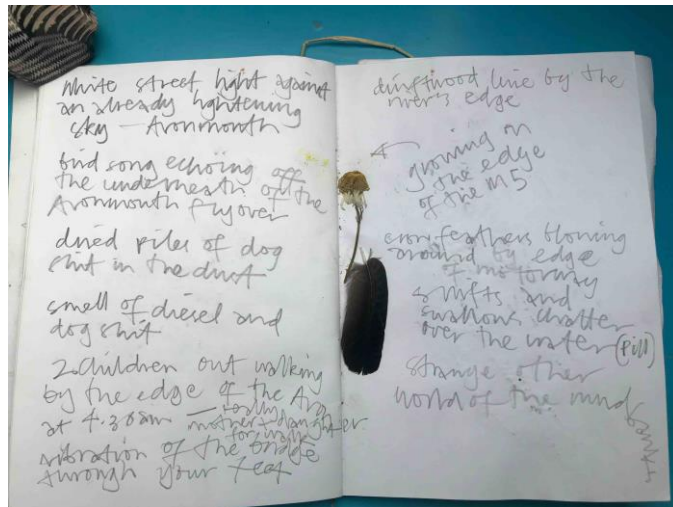 white street light against
an already lightening
sky — Avonmouth
bird song echoing off
the underneath of the
Avonmouth flyover
dried piles of dog
shit in the dust
smell of diesel and
dog shit
2 children out walking
by the edge of the Avon
at 4.30am —
mother + daughter
vibration of the bridge
through your feet
driftwood line by the
river's edge
growing on
the edge
of the M5
crow feathers blowing
around by edge
of motorway
swifts and
swallows chatter
over the water (Pill)
strange other
world of the mud
banks